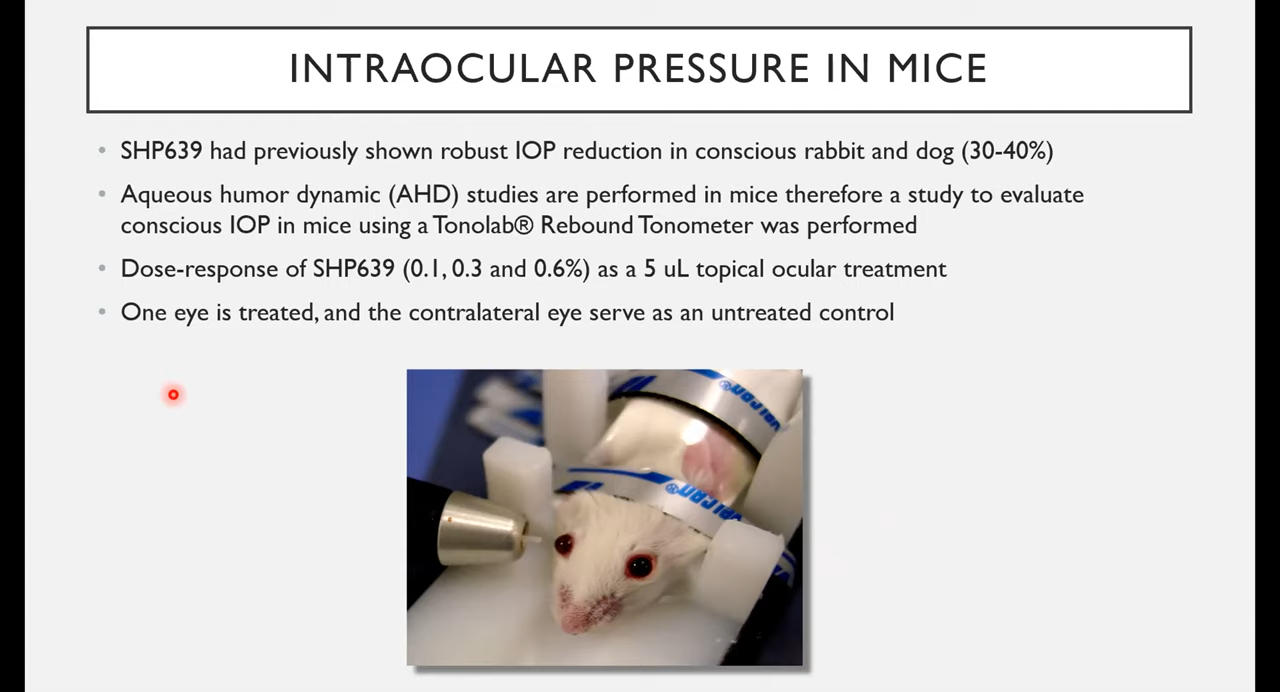 INTRAOCULAR PRESSURE IN MICE
• SHP639 had previously shown robust IOP reduction in conscious rabbit and dog (30-40%)
• Aqueous humor dynamic (AHD) studies are performed in mice therefore a study to evaluate
conscious IOP in mice using a Tonolab® Rebound Tonometer was performed
• Dose-response of SHP639 (0.1, 0.3 and 0.6%) as a 5 uL topical ocular treatment
• One eye is treated, and the contralateral eye serve as an untreated control